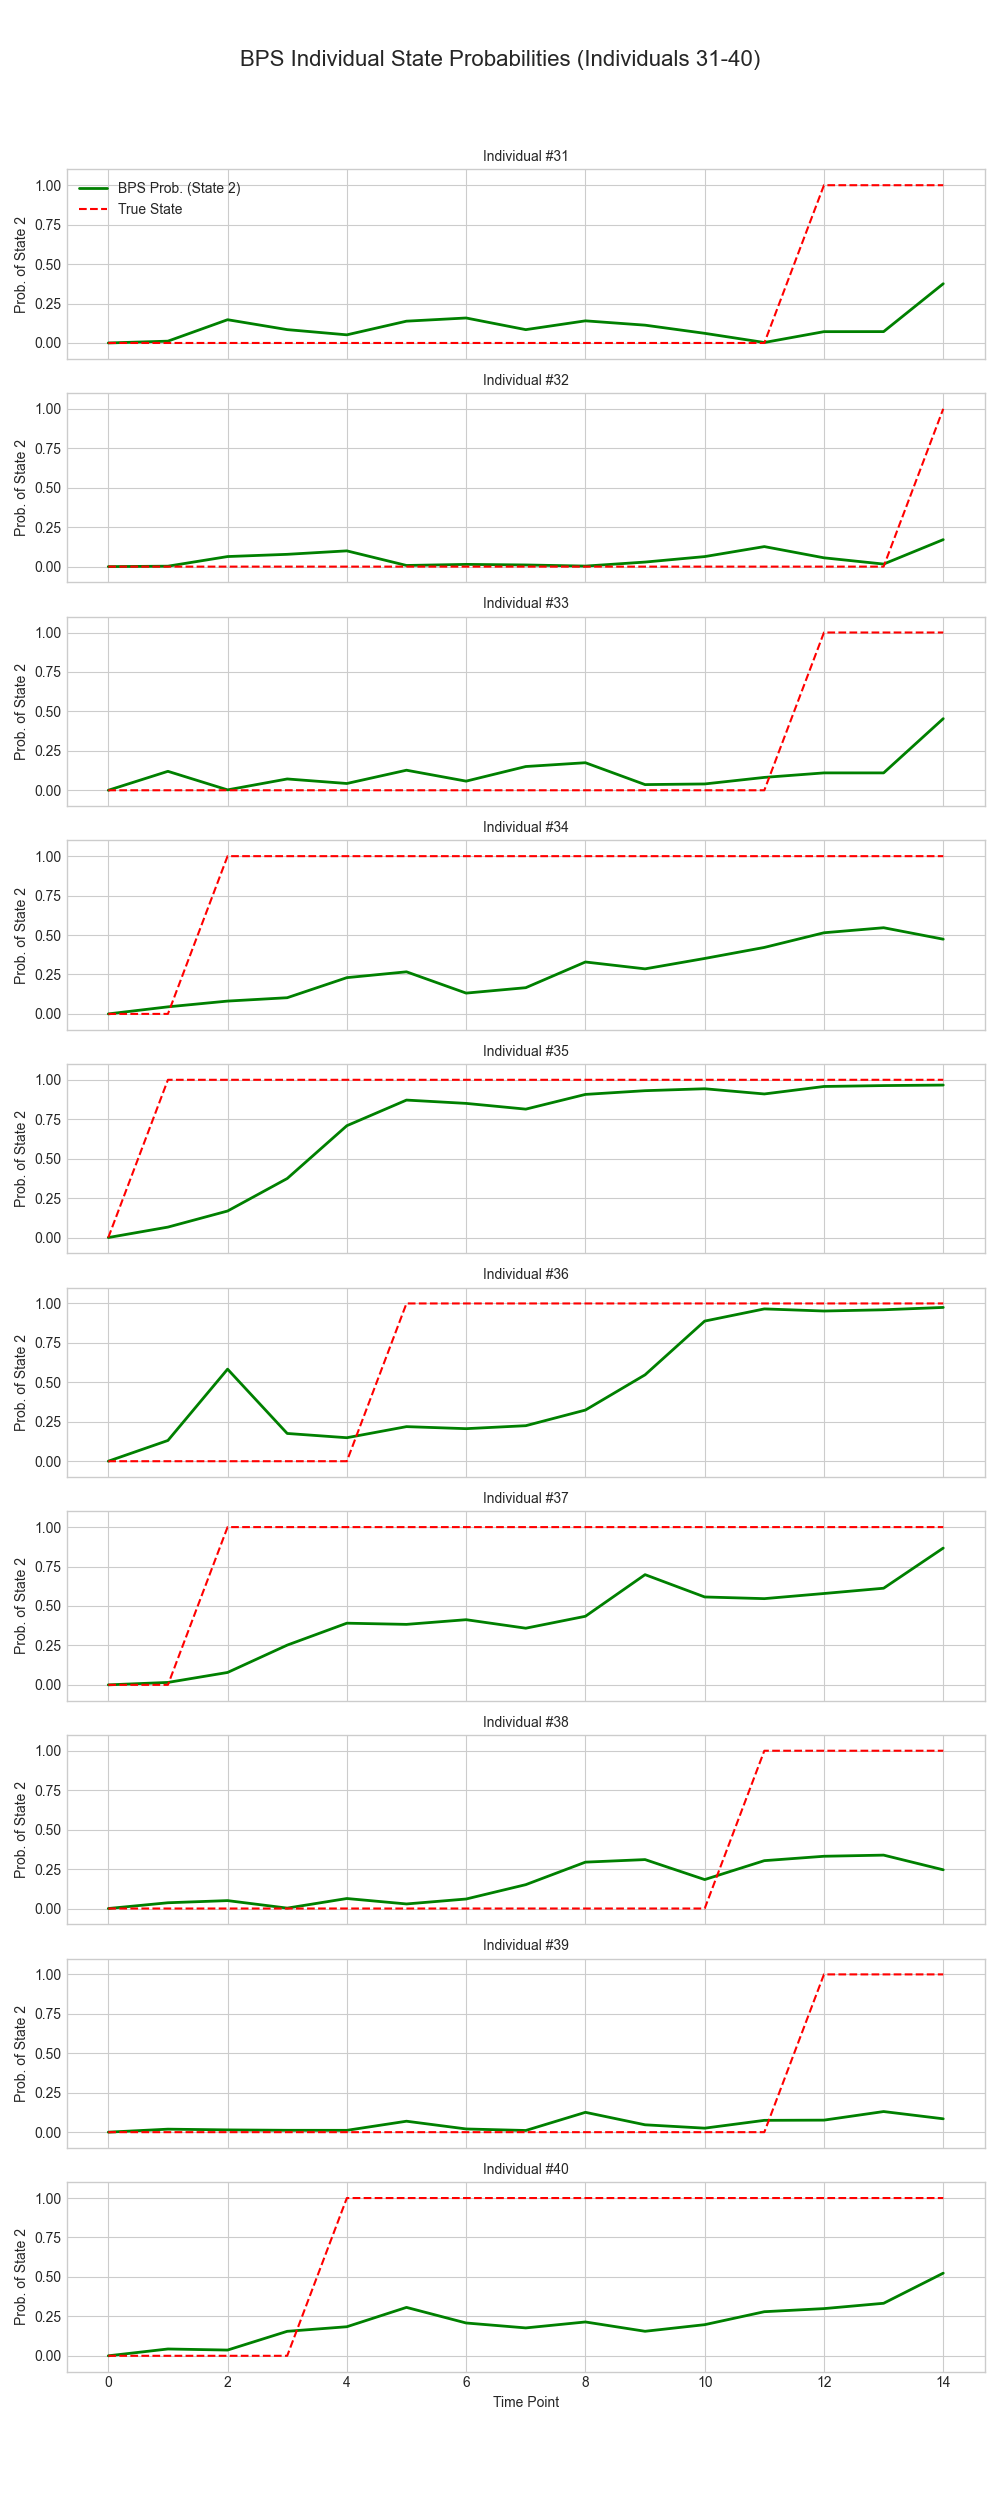 BPS Individual State Probabilities (Individuals 31-40)
Individual #31
BPS Prob. (State 2)
True State
1.00
0.75
0.50
0.25
0.00
Prob. of State 2
Individual #32
1.00
0.75
0.50
0.25
0.00
Prob. of State 2
Individual #33
1.00
0.75
0.50
0.25
0.00
Prob. of State 2
Individual #34
1.00
0.75
0.50
0.25
0.00
Prob. of State 2
Individual #35
1.00
0.75
0.50
0.25
0.00
Prob. of State 2
Individual #36
1.00
0.75
0.50
0.25
0.00
Prob. of State 2
Individual #37
1.00
0.75
0.50
0.25
0.00
Prob. of State 2
Individual #38
1.00
0.75
0.50
0.25
0.00
Prob. of State 2
Individual #39
1.00
0.75
0.50
0.25
0.00
Prob. of State 2
Individual #40
1.00
0.75
0.50
0.25
0.00
Prob. of State 2
0 2 4 6 8 10 12 14
Time Point